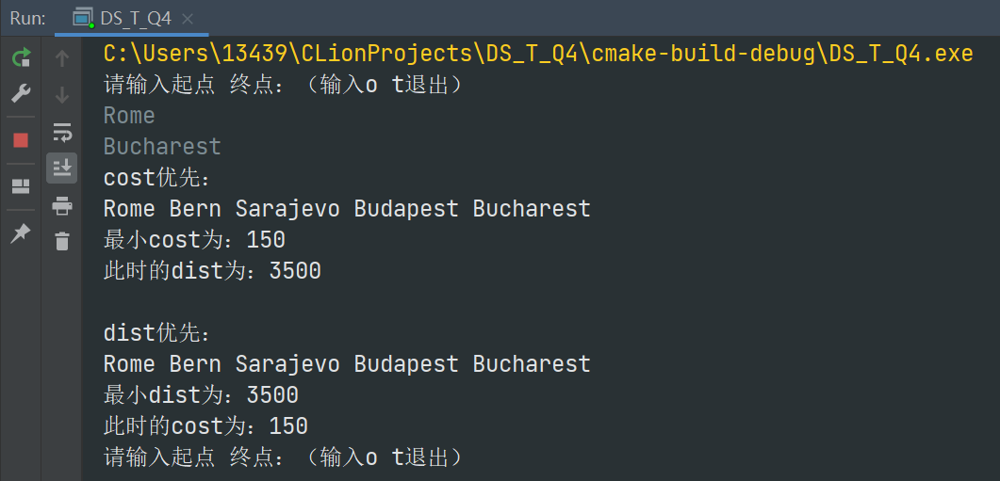 Run: DS_T_Q4
C:\Users\13439\CLionProjects\DS_T_Q4\cmake-build-debug\DS_T_Q4.exe
请输入起点 终点：（输入o t退出）
Rome
Bucharest
cost优先：
Rome Bern Sarajevo Budapest Bucharest
最小cost为：150
此时的dist为：3500
dist优先：
Rome Bern Sarajevo Budapest Bucharest
最小dist为：3500
此时的cost为：150
请输入起点 终点：（输入o t退出）